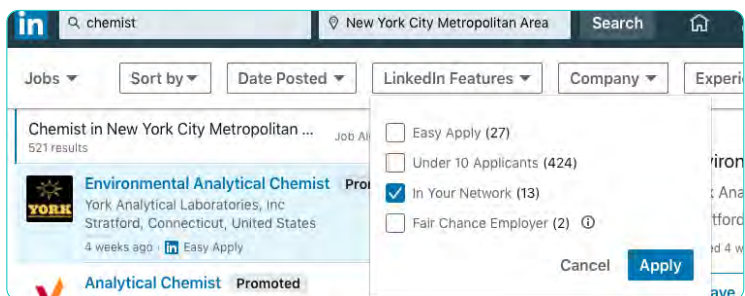 in chemist New York City Metropolitan Area Search
Jobs Sort by Date Posted LinkedIn Features Company Experi
Chemist in New York City Metropolitan ...
521 results
Easy Apply (27)
Under 10 Applicants (424)
In Your Network (13)
Fair Chance Employer (2)
Cancel Apply
YORK
Environmental Analytical Chemist
York Analytical Laboratories, Inc
Stratford, Connecticut, United States
4 weeks ago in Easy Apply
Analytical Chemist Promoted